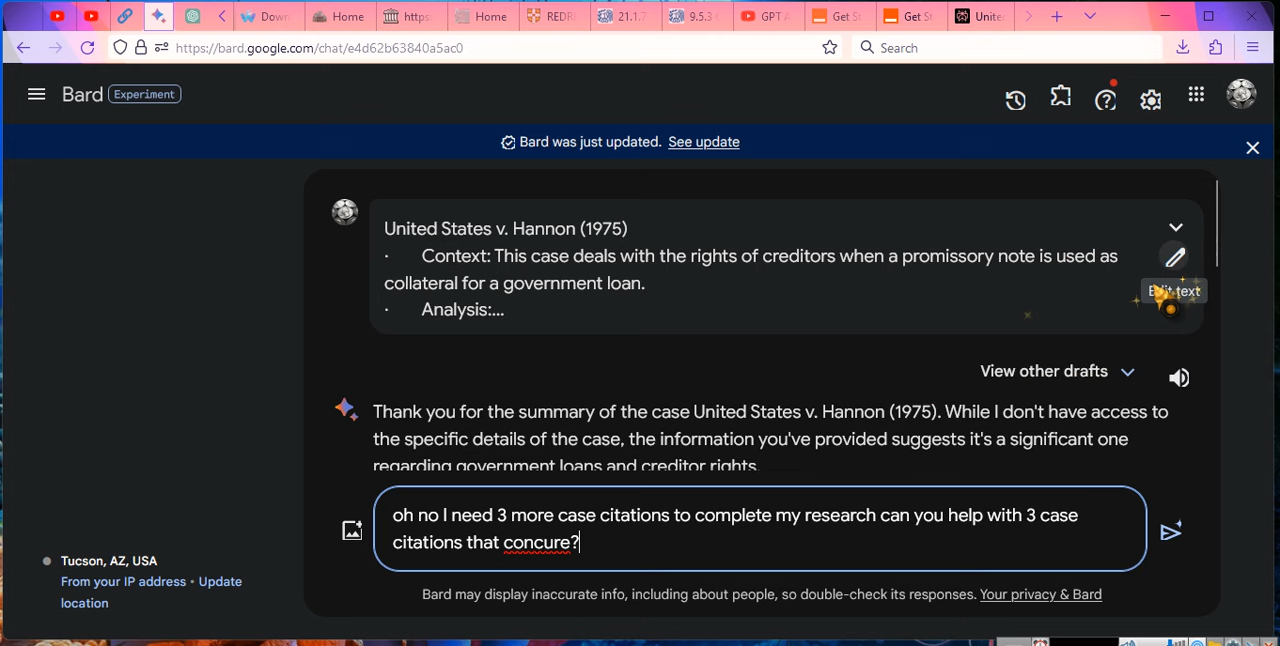 Down
Home
https:
Home
REDR
21.1.7
9.5.3
GPT A
Get St
Get St
Unite
https://bard.google.com/chat/e4d62b63840a5ac0
Search
Bard Experiment
Bard was just updated. See update
United States v. Hannon (1975)
· Context: This case deals with the rights of creditors when a promissory note is used as
collateral for a government loan.
· Analysis:...
Edit text
View other drafts
Thank you for the summary of the case United States v. Hannon (1975). While I don't have access to
the specific details of the case, the information you've provided suggests it's a significant one
regarding government loans and creditor rights.
oh no I need 3 more case citations to complete my research can you help with 3 case
citations that concure?
Tucson, AZ, USA
From your IP address • Update
location
Bard may display inaccurate info, including about people, so double-check its responses. Your privacy & Bard